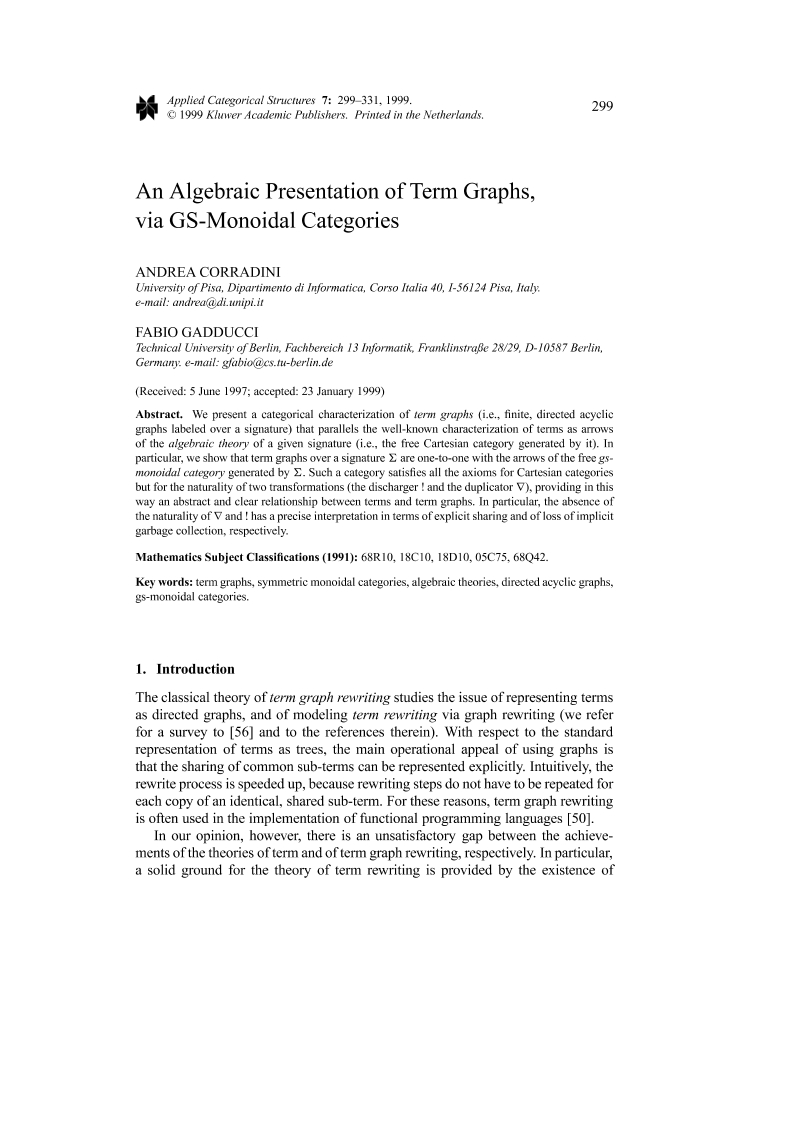 Applied Categorical Structures 7: 299–331, 1999.
© 1999 Kluwer Academic Publishers. Printed in the Netherlands.
299
An Algebraic Presentation of Term Graphs,
via GS-Monoidal Categories
ANDREA CORRADINI
University of Pisa, Dipartimento di Informatica, Corso Italia 40, I-56124 Pisa, Italy.
e-mail: andrea@di.unipi.it
FABIO GADDUCCI
Technical University of Berlin, Fachbereich 13 Informatik, Franklinstraße 28/29, D-10587 Berlin,
Germany. e-mail: gfabio@cs.tu-berlin.de
(Received: 5 June 1997; accepted: 23 January 1999)
Abstract. We present a categorical characterization of term graphs (i.e., finite, directed acyclic
graphs labeled over a signature) that parallels the well-known characterization of terms as arrows
of the algebraic theory of a given signature (i.e., the free Cartesian category generated by it). In
particular, we show that term graphs over a signature Σ are one-to-one with the arrows of the free gs-
monoidal category generated by Σ. Such a category satisfies all the axioms for Cartesian categories
but for the naturality of two transformations (the discharger ! and the duplicator ∇), providing in this
way an abstract and clear relationship between terms and term graphs. In particular, the absence of
the naturality of ∇ and ! has a precise interpretation in terms of explicit sharing and of loss of implicit
garbage collection, respectively.
Mathematics Subject Classifications (1991): 68R10, 18C10, 18D10, 05C75, 68Q42.
Key words: term graphs, symmetric monoidal categories, algebraic theories, directed acyclic graphs,
gs-monoidal categories.
1. Introduction
The classical theory of term graph rewriting studies the issue of representing terms
as directed graphs, and of modeling term rewriting via graph rewriting (we refer
for a survey to [56] and to the references therein). With respect to the standard
representation of terms as trees, the main operational appeal of using graphs is
that the sharing of common sub-terms can be represented explicitly. Intuitively, the
rewrite process is speeded up, because rewriting steps do not have to be repeated for
each copy of an identical, shared sub-term. For these reasons, term graph rewriting
is often used in the implementation of functional programming languages [50].
In our opinion, however, there is an unsatisfactory gap between the achieve-
ments of the theories of term and of term graph rewriting, respectively. In particular,
a solid ground for the theory of term rewriting is provided by the existence of